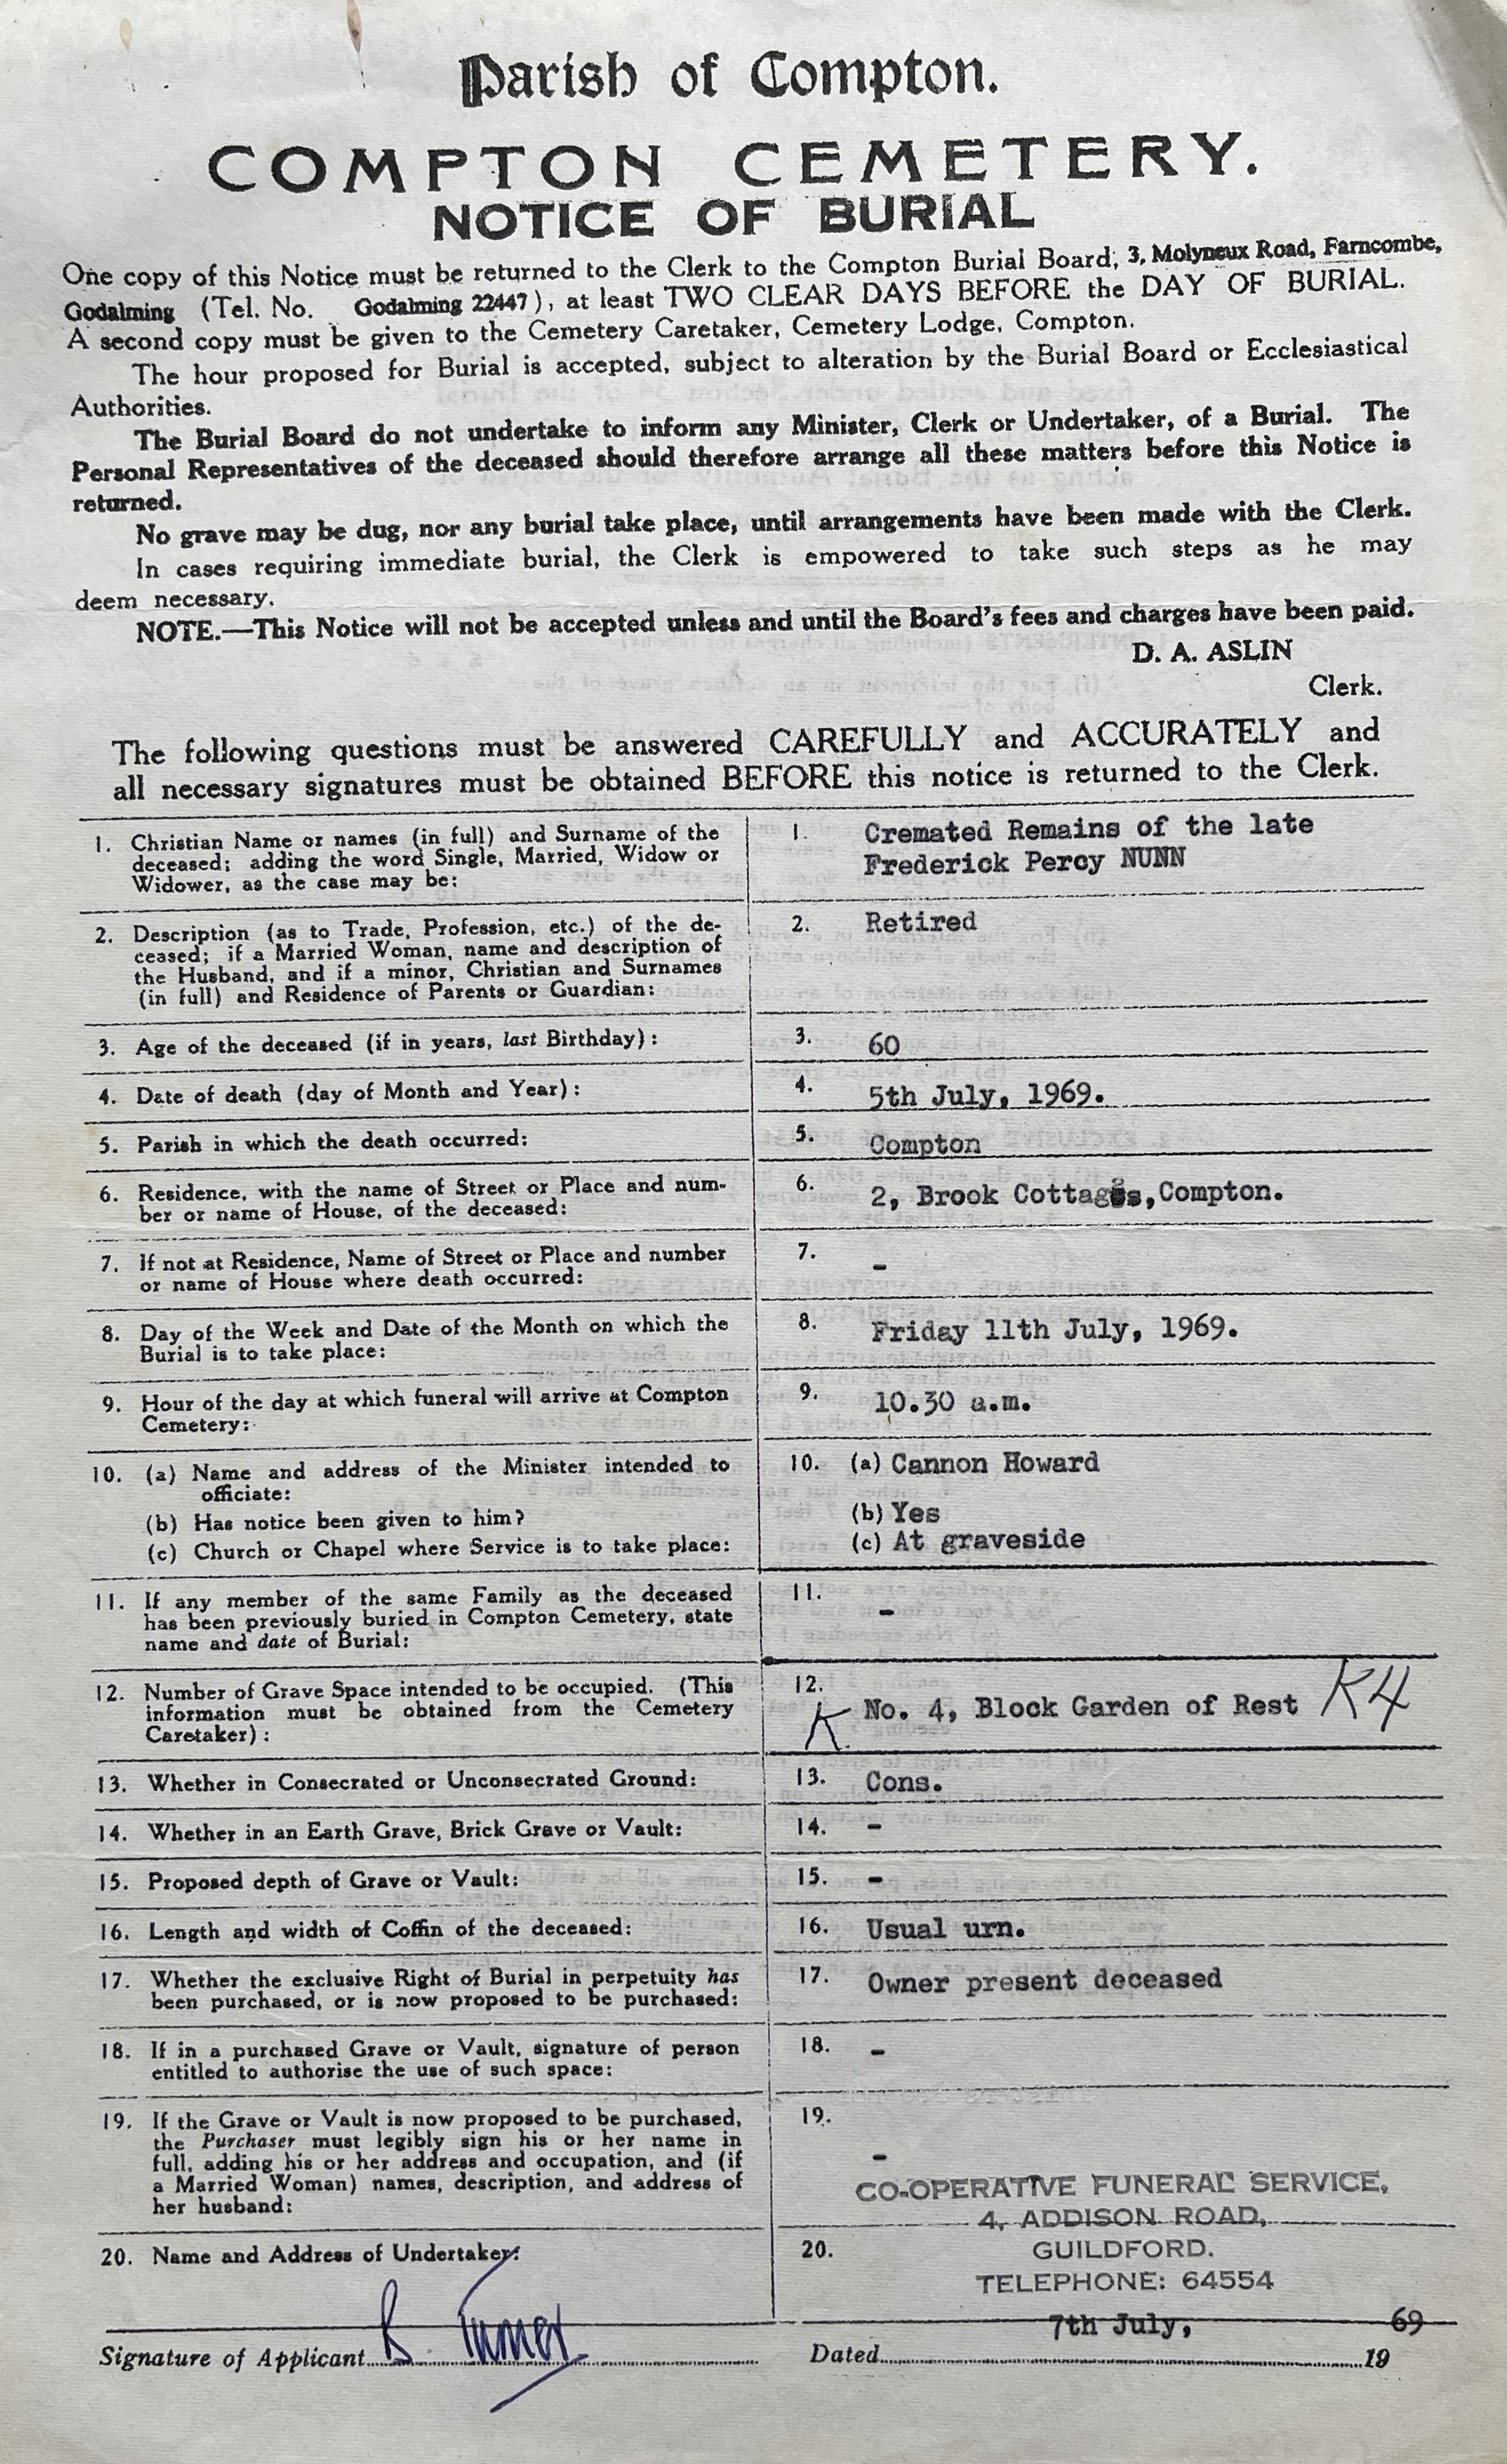 Parish of Compton.
COMPTON CEMETERY.
NOTICE OF BURIAL
One copy of this Notice must be returned to the Clerk to the Compton Burial Board; 3, Molyneux Road, Farncombe,
Godalming (Tel. No. Godalming 22447), at least TWO CLEAR DAYS BEFORE the DAY OF BURIAL.
A second copy must be given to the Cemetery Caretaker, Cemetery Lodge, Compton.
The hour proposed for Burial is accepted, subject to alteration by the Burial Board or Ecclesiastical
Authorities.
The Burial Board do not undertake to inform any Minister, Clerk or Undertaker, of a Burial. The
Personal Representatives of the deceased should therefore arrange all these matters before this Notice is
returned.
No grave may be dug, nor any burial take place, until arrangements have been made with the Clerk.
In cases requiring immediate burial, the Clerk is empowered to take such steps as he may
deem necessary.
NOTE.—This Notice will not be accepted unless and until the Board's fees and charges have been paid.
D. A. ASLIN
Clerk.
The following questions must be answered CAREFULLY and ACCURATELY and
all necessary signatures must be obtained BEFORE this notice is returned to the Clerk.
1. Christian Name or names (in full) and Surname of the
deceased; adding the word Single, Married, Widow or
Widower, as the case may be:
1. Cremated Remains of the late
Frederick Percy NUNN
2. Description (as to Trade, Profession, etc.) of the de-
ceased; if a Married Woman, name and description of
the Husband, and if a minor, Christian and Surnames
(in full) and Residence of Parents or Guardian:
2. Retired
3. Age of the deceased (if in years, last Birthday):
3. 60
4. Date of death (day of Month and Year):
4. 5th July, 1969.
5. Parish in which the death occurred:
5. Compton
6. Residence, with the name of Street or Place and num-
ber or name of House, of the deceased:
6. 2, Brook Cottages, Compton.
7. If not at Residence, Name of Street or Place and number
or name of House where death occurred:
7. -
8. Day of the Week and Date of the Month on which the
Burial is to take place:
8. Friday 11th July, 1969.
9. Hour of the day at which funeral will arrive at Compton
Cemetery:
9. 10.30 a.m.
10. (a) Name and address of the Minister intended to
officiate:
(b) Has notice been given to him?
(c) Church or Chapel where Service is to take place:
10. (a) Cannon Howard
(b) Yes
(c) At graveside
11. If any member of the same Family as the deceased
has been previously buried in Compton Cemetery, state
name and date of Burial:
11. -
12. Number of Grave Space intended to be occupied. (This
information must be obtained from the Cemetery
Caretaker):
12. K No. 4, Block Garden of Rest K4
13. Whether in Consecrated or Unconsecrated Ground:
13. Cons.
14. Whether in an Earth Grave, Brick Grave or Vault:
14. -
15. Proposed depth of Grave or Vault:
15. -
16. Length and width of Coffin of the deceased:
16. Usual urn.
17. Whether the exclusive Right of Burial in perpetuity has
been purchased, or is now proposed to be purchased:
17. Owner present deceased
18. If in a purchased Grave or Vault, signature of person
entitled to authorise the use of such space:
18. -
19. If the Grave or Vault is now proposed to be purchased,
the Purchaser must legibly sign his or her name in
full, adding his or her address and occupation, and (if
a Married Woman) names, description, and address of
her husband:
19. -
20. Name and Address of Undertaker:
20. CO-OPERATIVE FUNERAL SERVICE,
4, ADDISON ROAD,
GUILDFORD.
TELEPHONE: 64554
Signature of Applicant B Turner
Dated 7th July, 1969